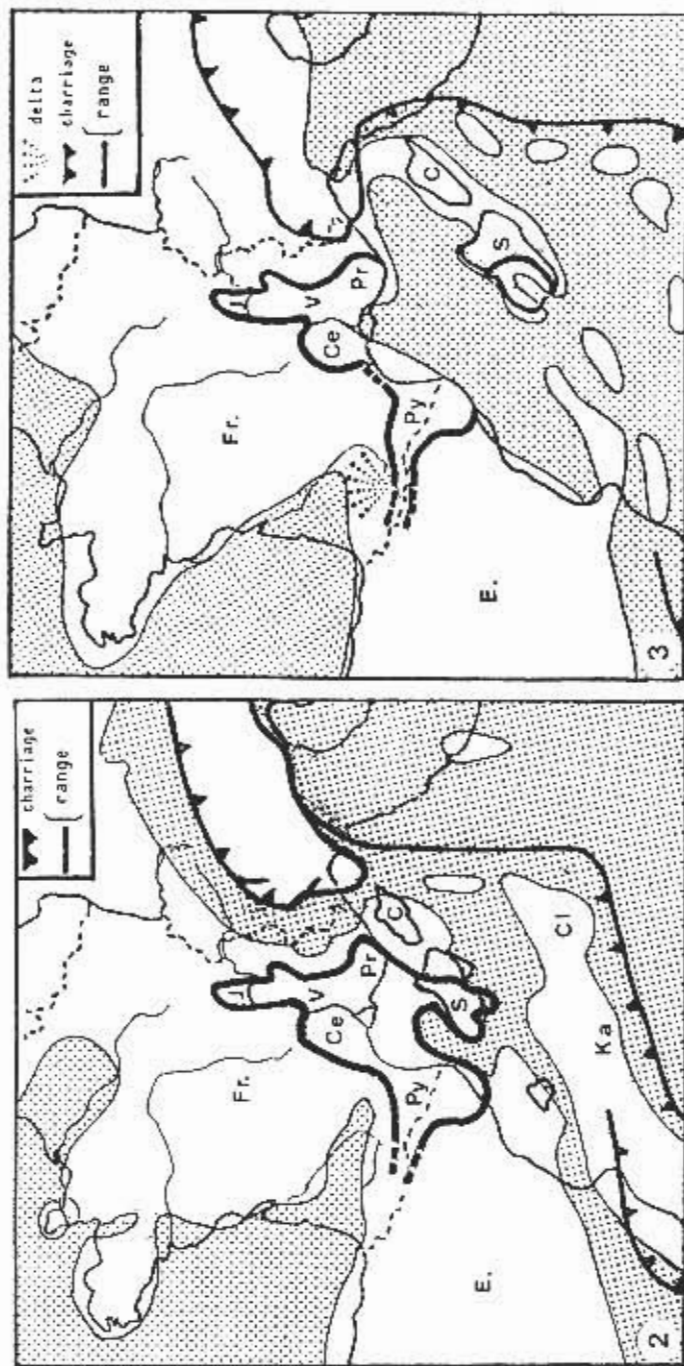 charriage
range
J
Fr.
V
Ce
Pr
C
Py
S
E.
Cl
Ka
2
delta
charriage
range
J
Fr.
V
Ce
Pr
C
Py
S
E.
3